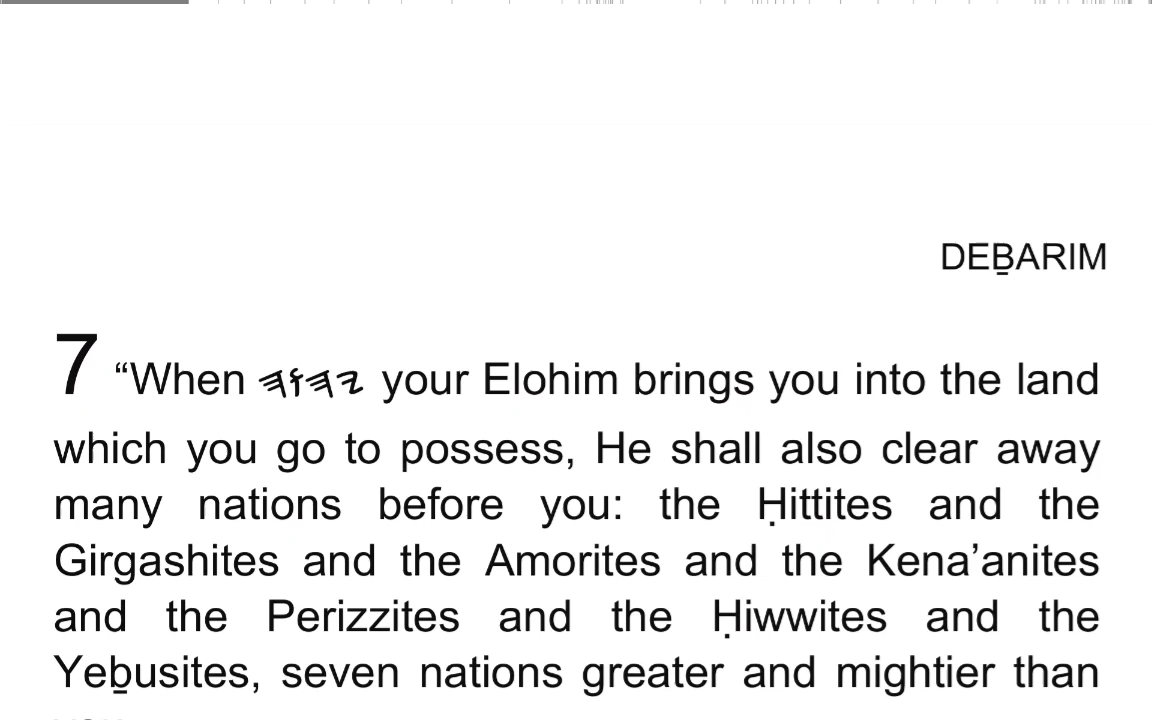 DEḆARIM
7 “When 𐤉𐤄𐤅𐤄 your Elohim brings you into the land
which you go to possess, He shall also clear away
many nations before you: the Ḥittites and the
Girgashites and the Amorites and the Kena’anites
and the Perizzites and the Ḥiwwites and the
Yeḇusites, seven nations greater and mightier than